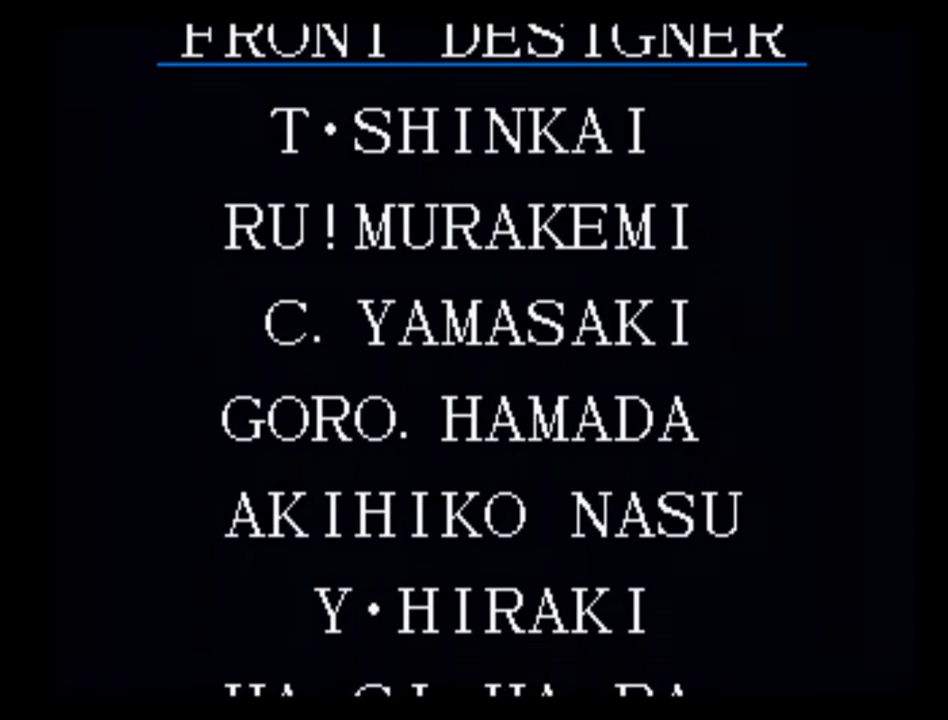 FRONT DESIGNER
T・SHINKAI
RU!MURAKEMI
C. YAMASAKI
GORO. HAMADA
AKIHIKO NASU
Y・HIRAKI